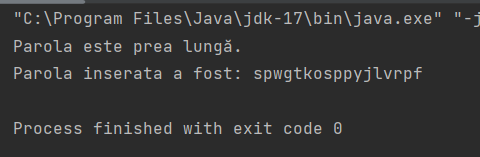 "C:\Program Files\Java\jdk-17\bin\java.exe" "-j
Parola este prea lungă.
Parola inserata a fost: spwgtkosppyjlvrpf
Process finished with exit code 0